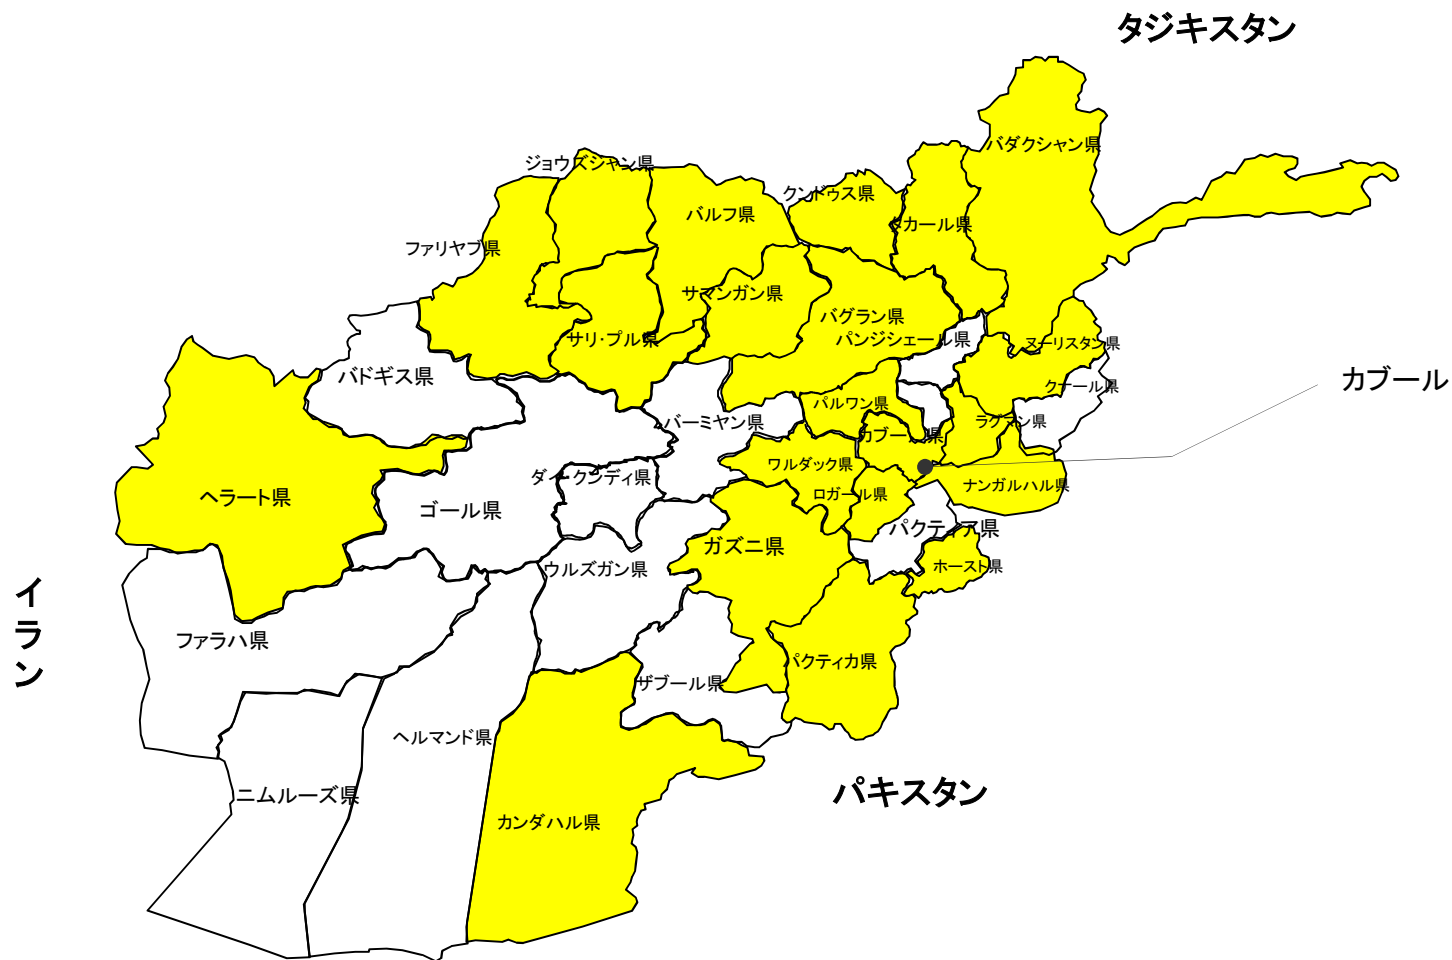 タジキスタン
バダクシャン県
ジョウズジャン県
クンドゥス県
バルフ県
タカール県
ファリヤブ県
サマンガン県
バグラン県
サリ・プル県
パンジシェール県
ヌーリスタン県
バドギス県
クナール県
カブール
パルワン県
バーミヤン県
ラグマン県
カブール県
ワルダック県
ダイクンディ県
ナンガルハル県
ヘラート県
ロガール県
ゴール県
パクティア県
ガズニ県
ホースト県
ウルズガン県
イラン
ファラハ県
パクティカ県
ザブール県
ヘルマンド県
パキスタン
ニムルーズ県
カンダハル県